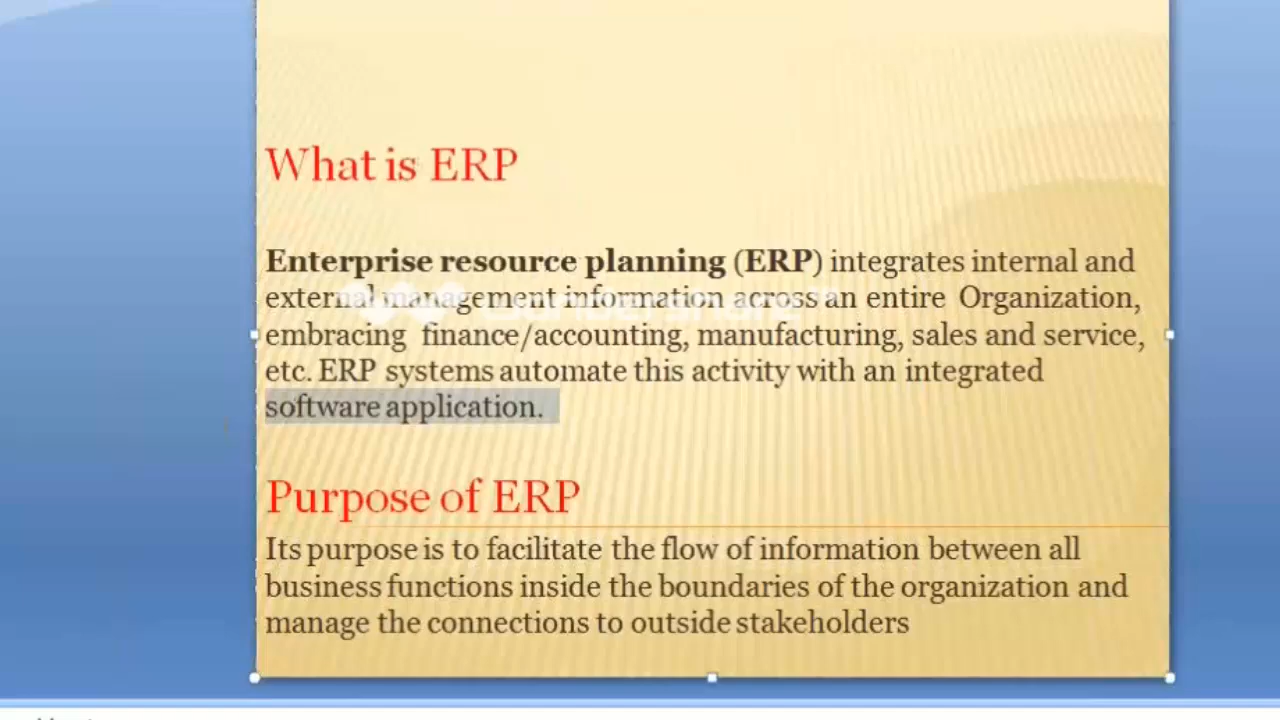 What is ERP
Enterprise resource planning (ERP) integrates internal and
external management information across an entire Organization,
embracing finance/accounting, manufacturing, sales and service,
etc. ERP systems automate this activity with an integrated
software application.
Purpose of ERP
Its purpose is to facilitate the flow of information between all
business functions inside the boundaries of the organization and
manage the connections to outside stakeholders